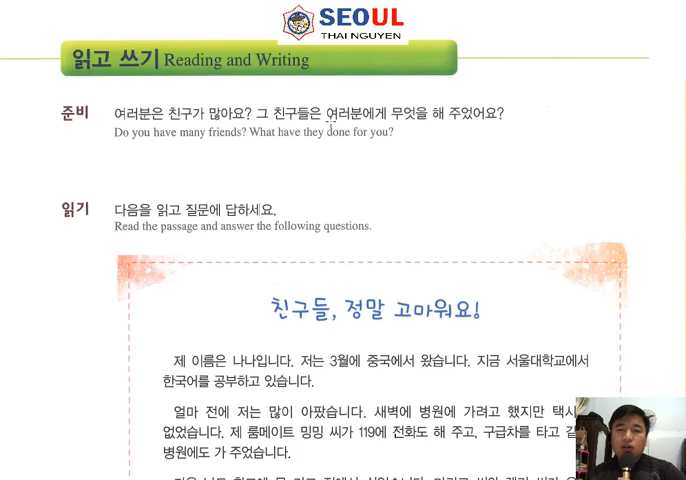 SEOUL
THAI NGUYEN
읽고 쓰기 Reading and Writing
준비 여러분은 친구가 많아요? 그 친구들은 여러분에게 무엇을 해 주었어요?
Do you have many friends? What have they done for you?
읽기 다음을 읽고 질문에 답하세요.
Read the passage and answer the following questions.
친구들, 정말 고마워요!
제 이름은 나나입니다. 저는 3월에 중국에서 왔습니다. 지금 서울대학교에서
한국어를 공부하고 있습니다.
얼마 전에 저는 많이 아팠습니다. 새벽에 병원에 가려고 했지만 택시
없었습니다. 제 룸메이트 밍밍 씨가 119에 전화도 해 주고, 구급차를 타고 같
병원에도 가 주었습니다.